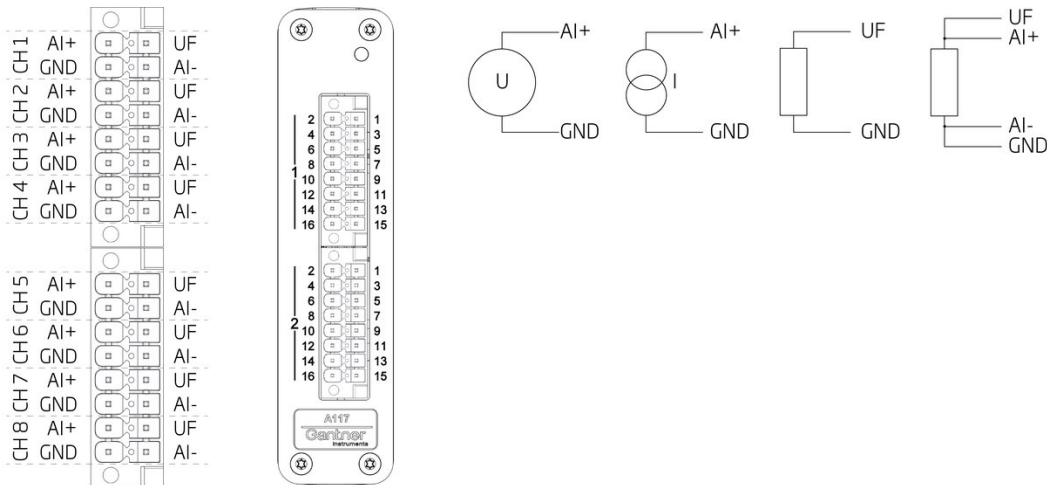 CH1 AI+ UF
GND AI-
CH2 AI+ UF
GND AI-
CH3 AI+ UF
GND AI-
CH4 AI+ UF
GND AI-
CH5 AI+ UF
GND AI-
CH6 AI+ UF
GND AI-
CH7 AI+ UF
GND AI-
CH8 AI+ UF
GND AI-
1
2 1
4 3
6 5
8 7
10 9
12 11
14 13
16 15
2
2 1
4 3
6 5
8 7
10 9
12 11
14 13
16 15
A117
Gantner
instruments
AI+
U
GND
AI+
I
GND
UF
GND
UF
AI+
AI-
GND